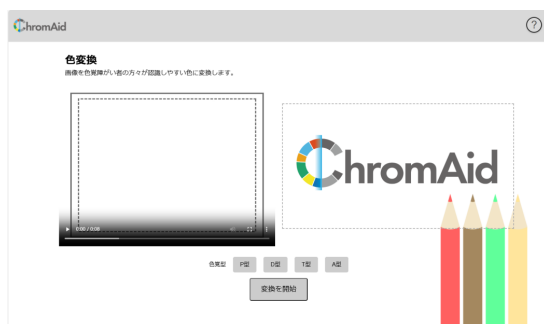 ChromAid
?
色変換
画像を色覚障がい者の方々が認識しやすい色に変換します。
ChromAid
0:00 / 0:08
色覚型 P型 D型 T型 A型
変換を開始